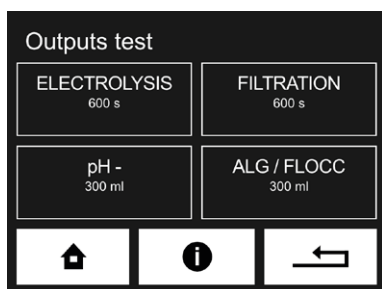 Outputs test
ELECTROLYSIS
600 s
FILTRATION
600 s
pH -
300 ml
ALG / FLOCC
300 ml